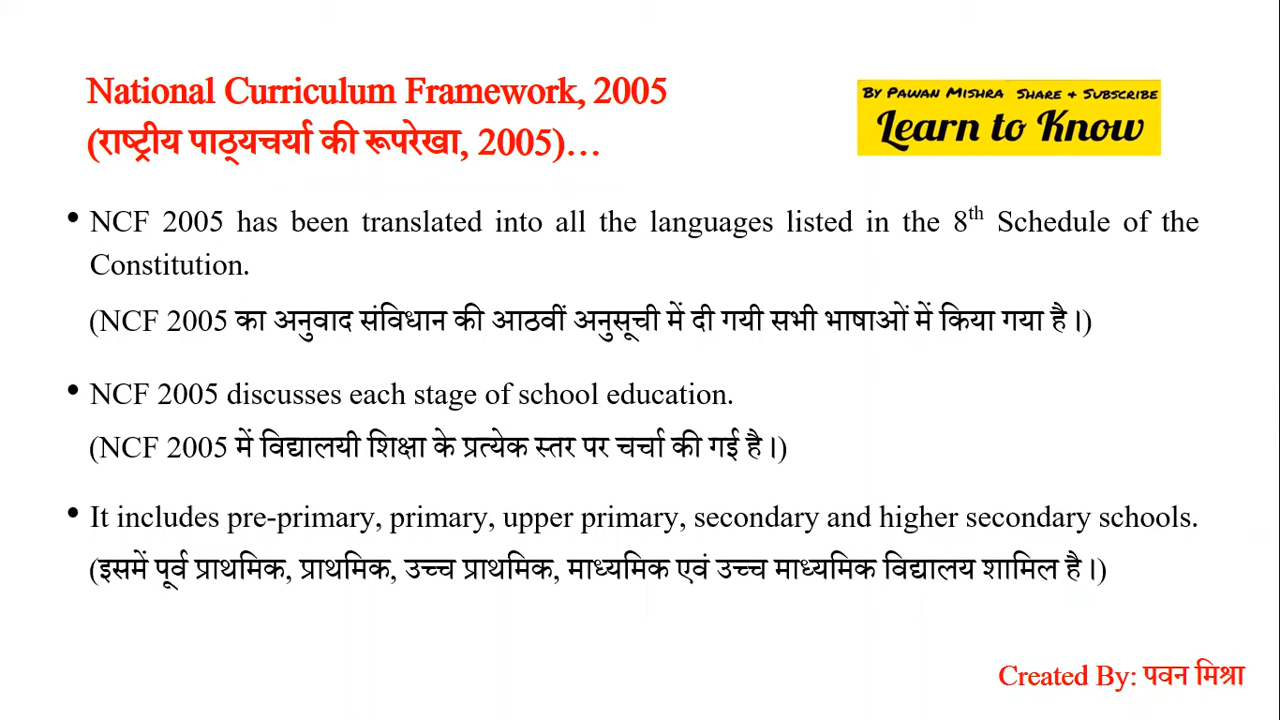 National Curriculum Framework, 2005
(राष्ट्रीय पाठ्यचर्या की रूपरेखा, 2005)…
By Pawan Mishra Share & Subscribe
Learn to Know
• NCF 2005 has been translated into all the languages listed in the 8th Schedule of the
Constitution.
(NCF 2005 का अनुवाद संविधान की आठवीं अनुसूची में दी गयी सभी भाषाओं में किया गया है।)
• NCF 2005 discusses each stage of school education.
(NCF 2005 में विद्यालयी शिक्षा के प्रत्येक स्तर पर चर्चा की गई है।)
• It includes pre-primary, primary, upper primary, secondary and higher secondary schools.
(इसमें पूर्व प्राथमिक, प्राथमिक, उच्च प्राथमिक, माध्यमिक एवं उच्च माध्यमिक विद्यालय शामिल है।)
Created By: पवन मिश्रा